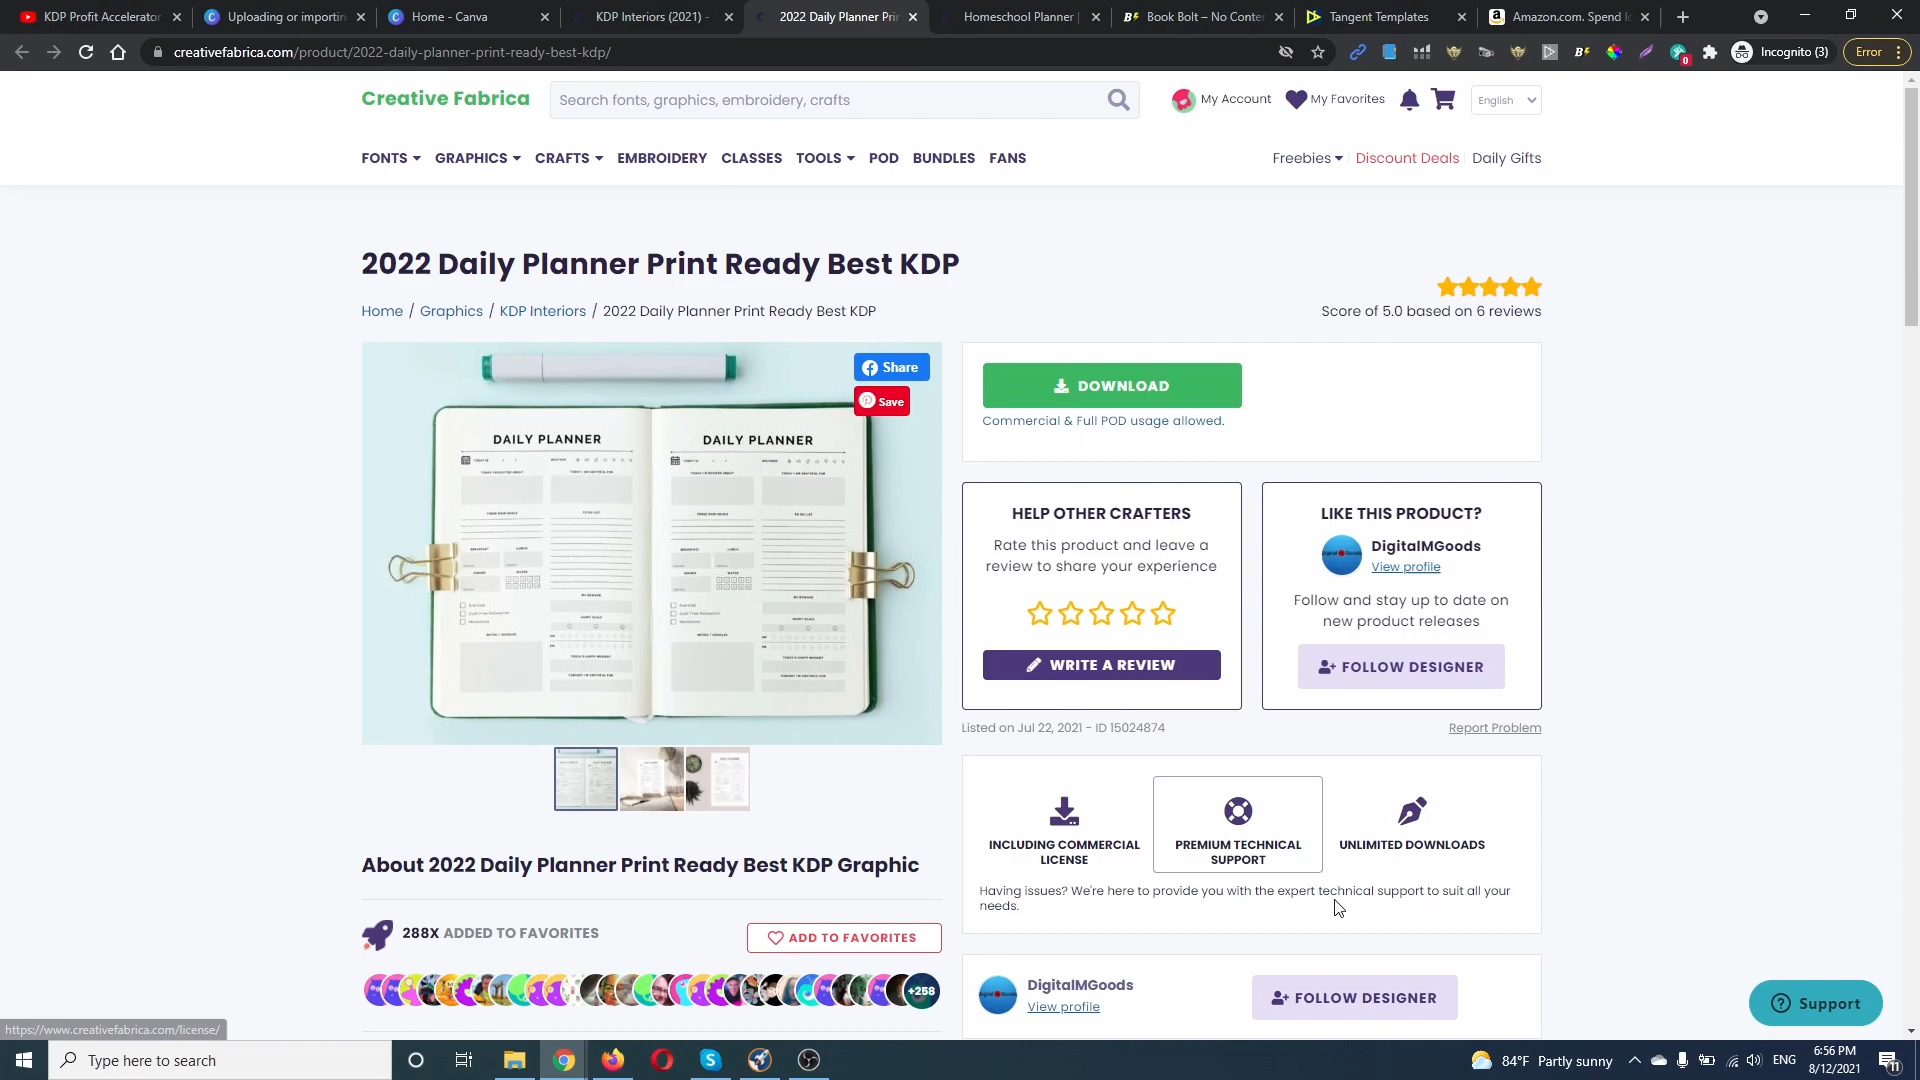 KDP Profit Accelerator
Uploading or importin
Home - Canva
KDP Interiors (2021) -
2022 Daily Planner Prin
Homeschool Planner
Book Bolt – No Conten
Tangent Templates
Amazon.com. Spend le
creativefabrica.com/product/2022-daily-planner-print-ready-best-kdp/
0
Incognito (3)
Error
Creative Fabrica
Search fonts, graphics, embroidery, crafts
My Account
My Favorites
English
FONTS
GRAPHICS
CRAFTS
EMBROIDERY
CLASSES
TOOLS
POD
BUNDLES
FANS
Freebies
Discount Deals
Daily Gifts
2022 Daily Planner Print Ready Best KDP
Home / Graphics / KDP Interiors / 2022 Daily Planner Print Ready Best KDP
Score of 5.0 based on 6 reviews
Share
Save
DAILY PLANNER
DAILY PLANNER
DOWNLOAD
Commercial & Full POD usage allowed.
HELP OTHER CRAFTERS
Rate this product and leave a
review to share your experience
WRITE A REVIEW
LIKE THIS PRODUCT?
DigitalMGoods
View profile
Follow and stay up to date on
new product releases
FOLLOW DESIGNER
Listed on Jul 22, 2021 - ID 15024874
Report Problem
INCLUDING COMMERCIAL
LICENSE
PREMIUM TECHNICAL
SUPPORT
UNLIMITED DOWNLOADS
Having issues? We're here to provide you with the expert technical support to suit all your
needs.
About 2022 Daily Planner Print Ready Best KDP Graphic
288X ADDED TO FAVORITES
ADD TO FAVORITES
+258
DigitalMGoods
View profile
FOLLOW DESIGNER
Support
https://www.creativefabrica.com/license/
Type here to search
84°F Partly sunny
ENG
6:56 PM
8/12/2021
11